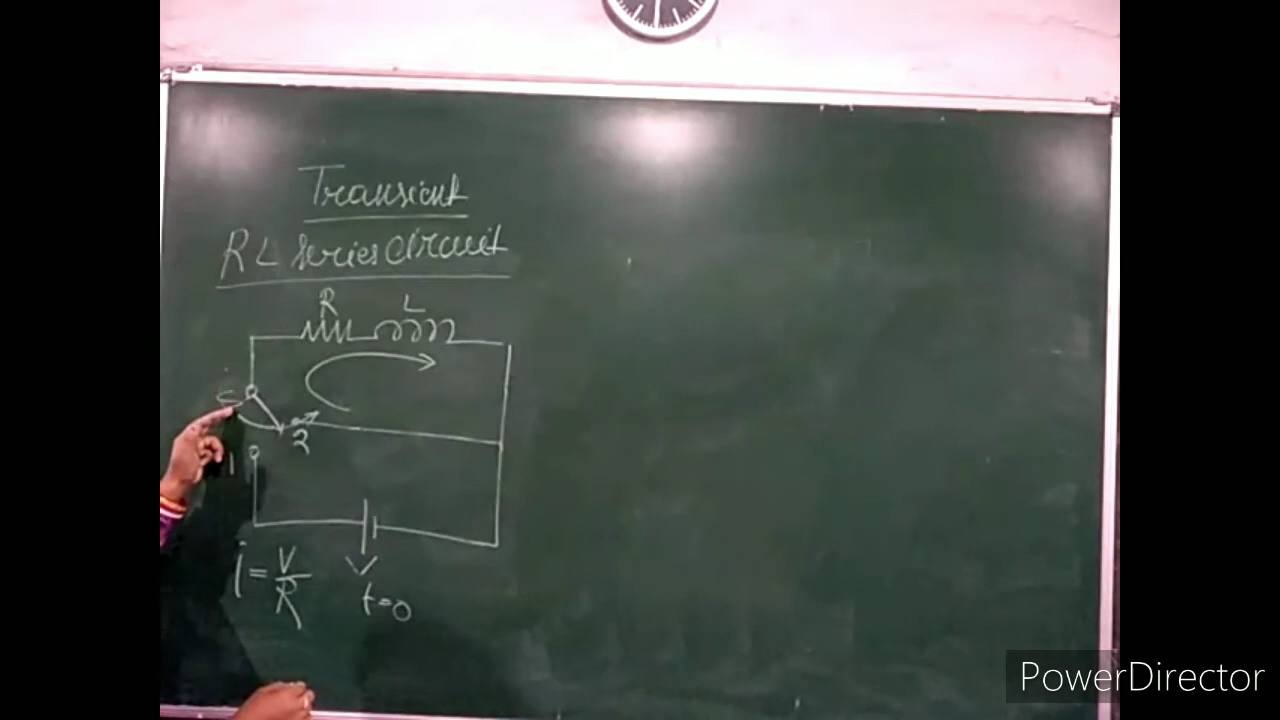 Transient
RL Series Circuit
R L
S
2
1
i = V/R
V
t=0
PowerDirector